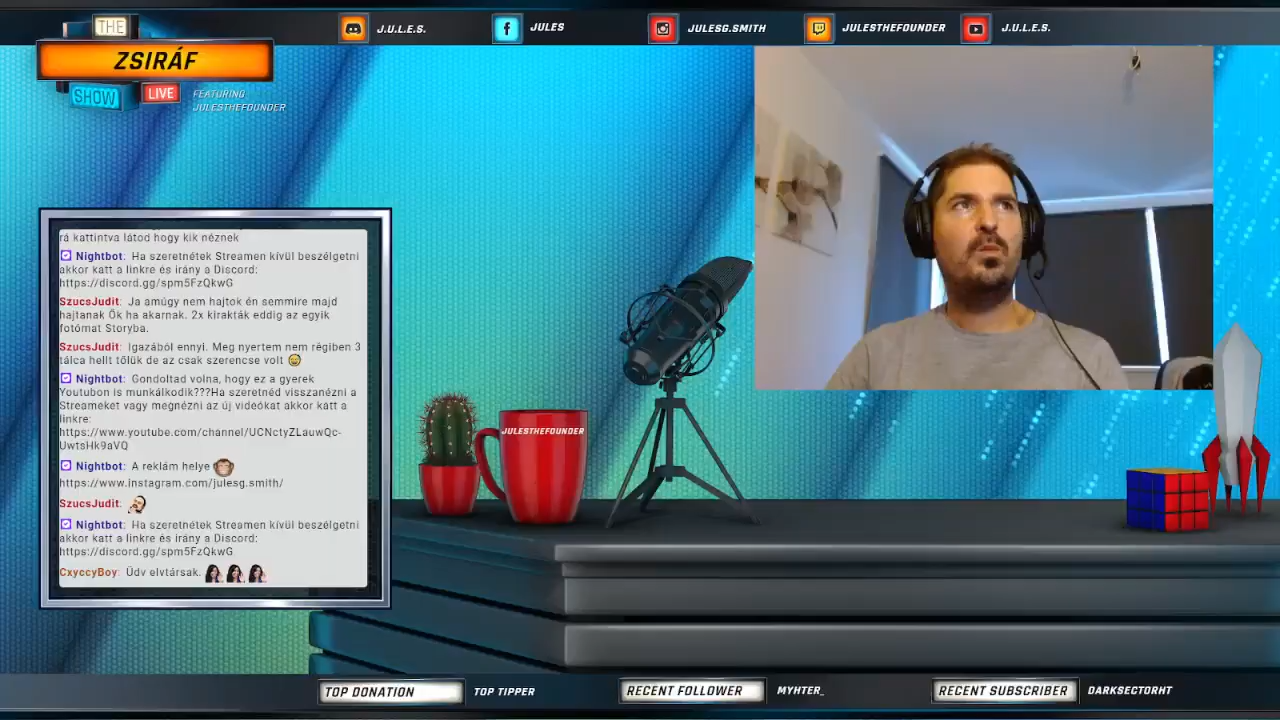 THE
ZSIRÁF
SHOW
LIVE
FEATURING
JULESTHEFOUNDER
J.U.L.E.S.
JULES
JULESG.SMITH
JULESTHEFOUNDER
J.U.L.E.S.
rá kattintva látod hogy kik néznek
Nightbot: Ha szeretnétek Streamen kívül beszélgetni
akkor katt a linkre és irány a Discord:
https://discord.gg/spm5FzQkwG
SzucsJudit: Ja amúgy nem hajtok én semmire majd
hajtanak Ők ha akarnak. 2x kirakták eddig az egyik
fotómat Storyba.
SzucsJudit: Igazából ennyi. Meg nyertem nem régiben 3
tálca hellt tőlük de az csak szerencse volt
Nightbot: Gondoltad volna, hogy ez a gyerek
Youtubon is munkálkodik???Ha szeretnéd visszanézni a
Streameket vagy megnézni az új videókat akkor katt a
linkre:
https://www.youtube.com/channel/UCNctyZLauwQc-
UwtsHk9aVQ
Nightbot: A reklám helye
https://www.instagram.com/julesg.smith/
SzucsJudit:
Nightbot: Ha szeretnétek Streamen kívül beszélgetni
akkor katt a linkre és irány a Discord:
https://discord.gg/spm5FzQkwG
CxyccyBoy: Üdv elvtársak.
JULESTHEFOUNDER
TOP DONATION
TOP TIPPER
RECENT FOLLOWER
MYHTER_
RECENT SUBSCRIBER
DARKSECTORHT